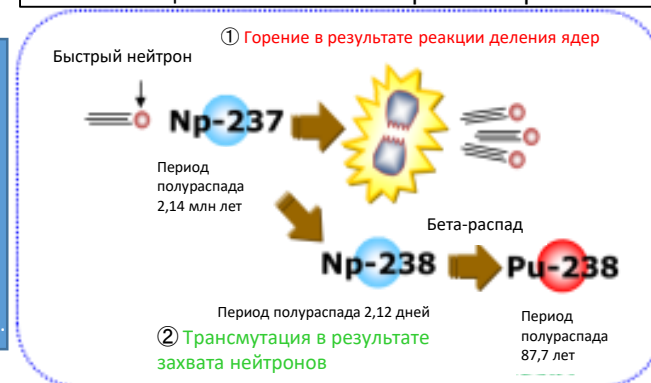 ① Горение в результате реакции деления ядер
Быстрый нейтрон
Np-237
Период
полураспада
2,14 млн лет
Бета-распад
Np-238
Pu-238
Период полураспада 2,12 дней
Период
полураспада
87,7 лет
② Трансмутация в результате
захвата нейтронов